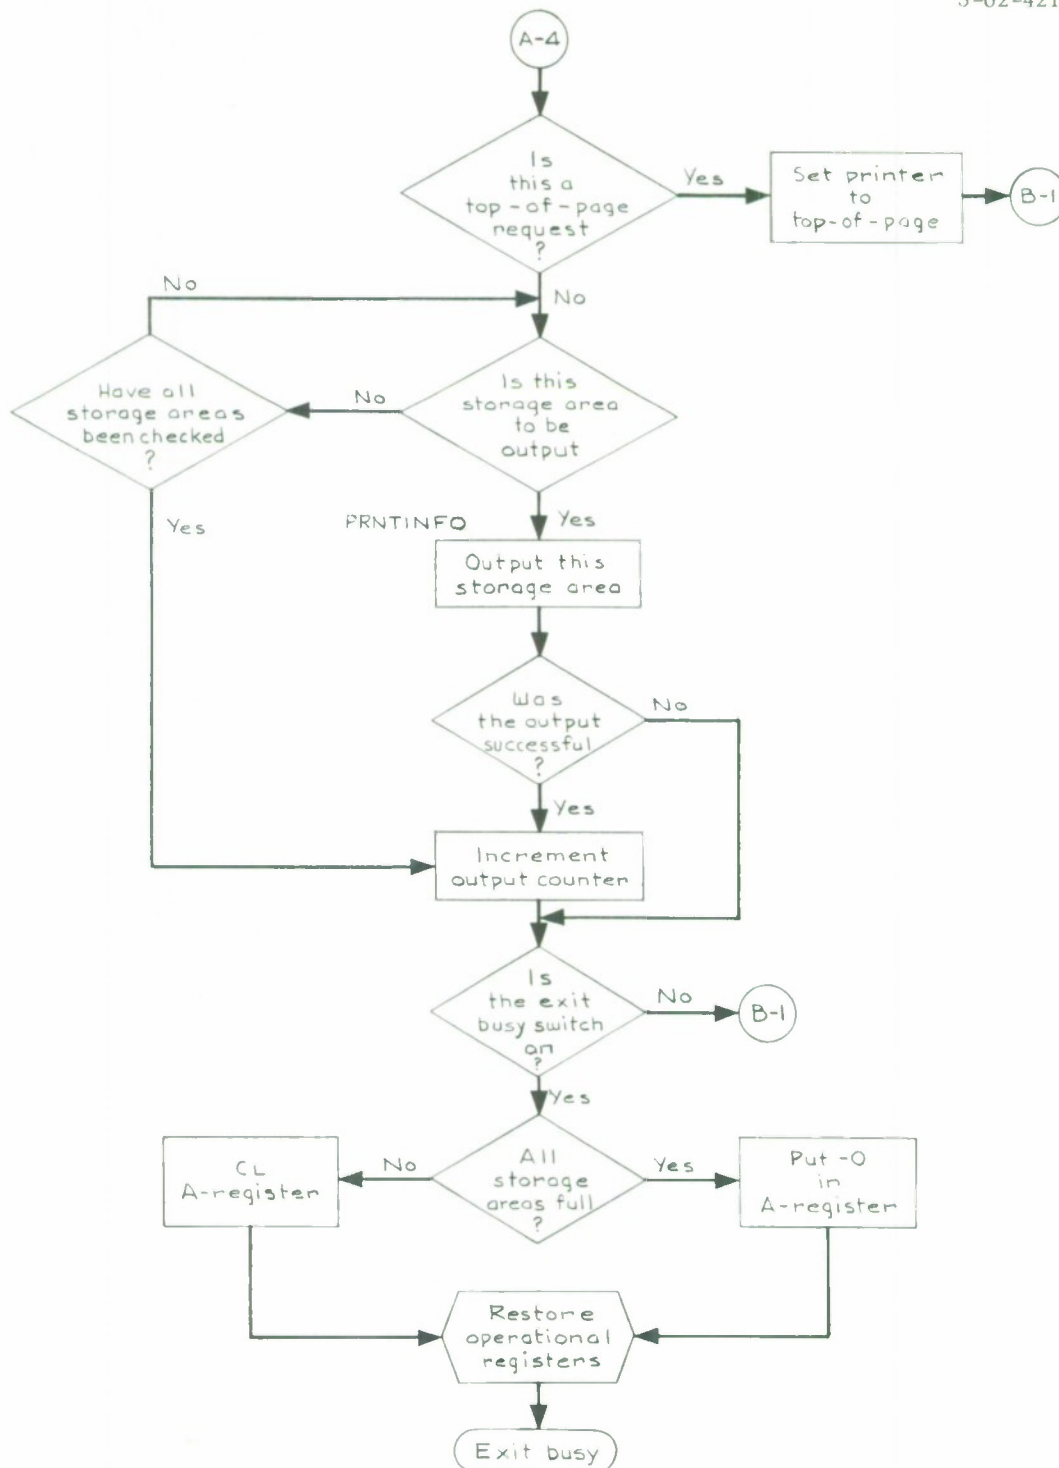 A-4
Is
this a
top-of-page
request
?
Yes
Set printer
to
top-of-page
B-1
No
No
Have all
storage areas
been checked
?
No
Is this
storage area
to be
output
Yes
PRNTINFO
Yes
Output this
storage area
Was
the output
successful
?
No
Yes
Increment
output counter
Is
the exit
busy switch
on
?
No
B-1
Yes
CL
A-register
No
All
storage
areas full
?
Yes
Put -0
in
A-register
Restore
operational
registers
Exit busy